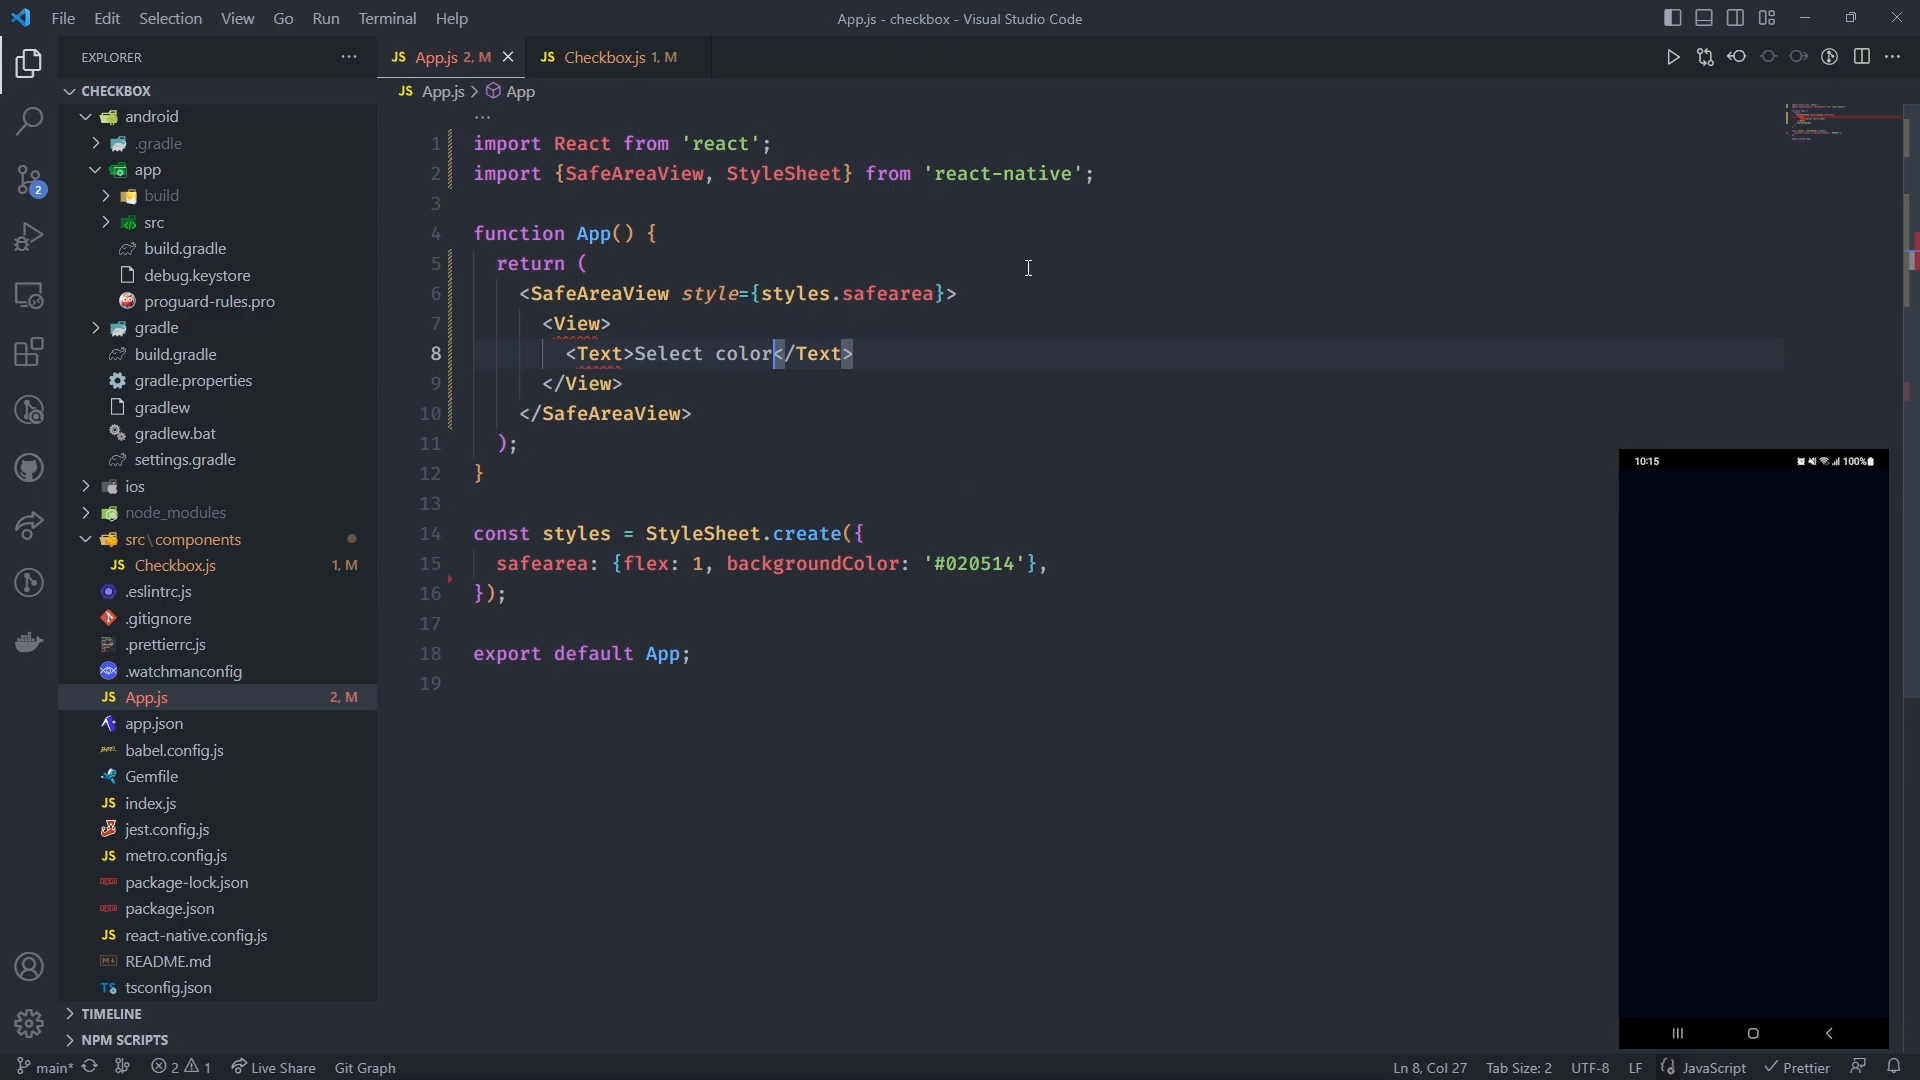 File Edit Selection View Go Run Terminal Help
App.js - checkbox - Visual Studio Code
EXPLORER
JS App.js 2, M
JS Checkbox.js 1, M
CHECKBOX
JS App.js > App
android
.gradle
app
build
src
build.gradle
debug.keystore
proguard-rules.pro
gradle
build.gradle
gradle.properties
gradlew
gradlew.bat
settings.gradle
ios
node_modules
src\components
JS Checkbox.js 1, M
.eslintrc.js
.gitignore
.prettierrc.js
.watchmanconfig
JS App.js 2, M
app.json
babel.config.js
Gemfile
JS index.js
jest.config.js
JS metro.config.js
package-lock.json
package.json
JS react-native.config.js
README.md
TS tsconfig.json
TIMELINE
NPM SCRIPTS
2
...
1 import React from 'react';
2 import {SafeAreaView, StyleSheet} from 'react-native';
3
4 function App() {
5 return (
6 <SafeAreaView style={styles.safearea}>
7 <View>
8 <Text>Select color</Text>
9 </View>
10 </SafeAreaView>
11 );
12 }
13
14 const styles = StyleSheet.create({
15 safearea: {flex: 1, backgroundColor: '#020514'},
16 });
17
18 export default App;
19
10:15 100%
main* 2 1 Live Share Git Graph
Ln 8, Col 27 Tab Size: 2 UTF-8 LF JavaScript Prettier